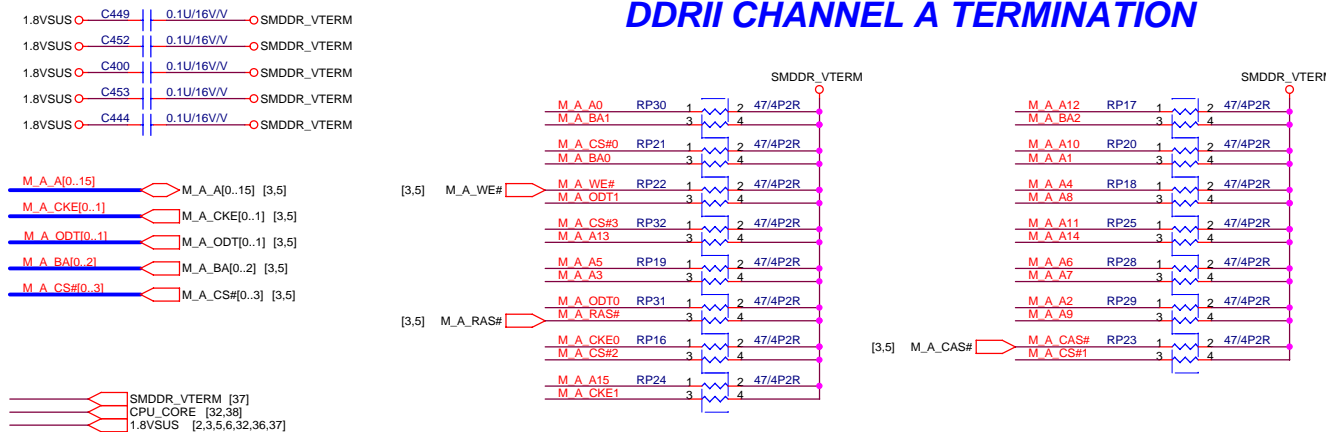 DDRII CHANNEL A TERMINATION
1.8VSUS C449 0.1U/16V/V SMDDR_VTERM
1.8VSUS C452 0.1U/16V/V SMDDR_VTERM
1.8VSUS C400 0.1U/16V/V SMDDR_VTERM
1.8VSUS C453 0.1U/16V/V SMDDR_VTERM
1.8VSUS C444 0.1U/16V/V SMDDR_VTERM
M_A_A[0..15] M_A_A[0..15] [3,5]
M_A_CKE[0..1] M_A_CKE[0..1] [3,5]
M_A_ODT[0..1] M_A_ODT[0..1] [3,5]
M_A_BA[0..2] M_A_BA[0..2] [3,5]
M_A_CS#[0..3] M_A_CS#[0..3] [3,5]
SMDDR_VTERM [37]
CPU_CORE [32,38]
1.8VSUS [2,3,5,6,32,36,37]
SMDDR_VTERM
M_A_A0 RP30 1 2 47/4P2R
M_A_BA1 3 4
M_A_CS#0 RP21 1 2 47/4P2R
M_A_BA0 3 4
[3,5] M_A_WE# M_A_WE# RP22 1 2 47/4P2R
M_A_ODT1 3 4
M_A_CS#3 RP32 1 2 47/4P2R
M_A_A13 3 4
M_A_A5 RP19 1 2 47/4P2R
M_A_A3 3 4
M_A_ODT0 RP31 1 2 47/4P2R
[3,5] M_A_RAS# M_A_RAS# 3 4
M_A_CKE0 RP16 1 2 47/4P2R
M_A_CS#2 3 4
M_A_A15 RP24 1 2 47/4P2R
M_A_CKE1 3 4
SMDDR_VTERM
M_A_A12 RP17 1 2 47/4P2R
M_A_BA2 3 4
M_A_A10 RP20 1 2 47/4P2R
M_A_A1 3 4
M_A_A4 RP18 1 2 47/4P2R
M_A_A8 3 4
M_A_A11 RP25 1 2 47/4P2R
M_A_A14 3 4
M_A_A6 RP28 1 2 47/4P2R
M_A_A7 3 4
M_A_A2 RP29 1 2 47/4P2R
M_A_A9 3 4
[3,5] M_A_CAS# M_A_CAS# RP23 1 2 47/4P2R
M_A_CS#1 3 4